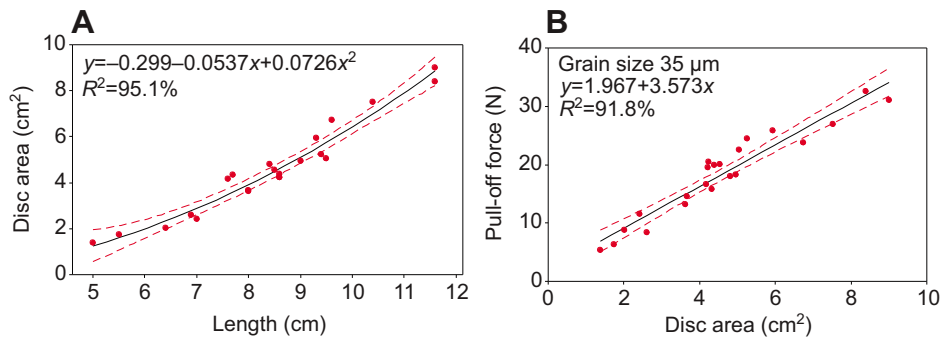 A
y=–0.299–0.0537x+0.0726x²
R²=95.1%
Disc area (cm²)
10
8
6
4
2
0
5 6 7 8 9 10 11 12
Length (cm)
B
Grain size 35 μm
y=1.967+3.573x
R²=91.8%
Pull-off force (N)
40
30
20
10
0
0 2 4 6 8 10
Disc area (cm²)